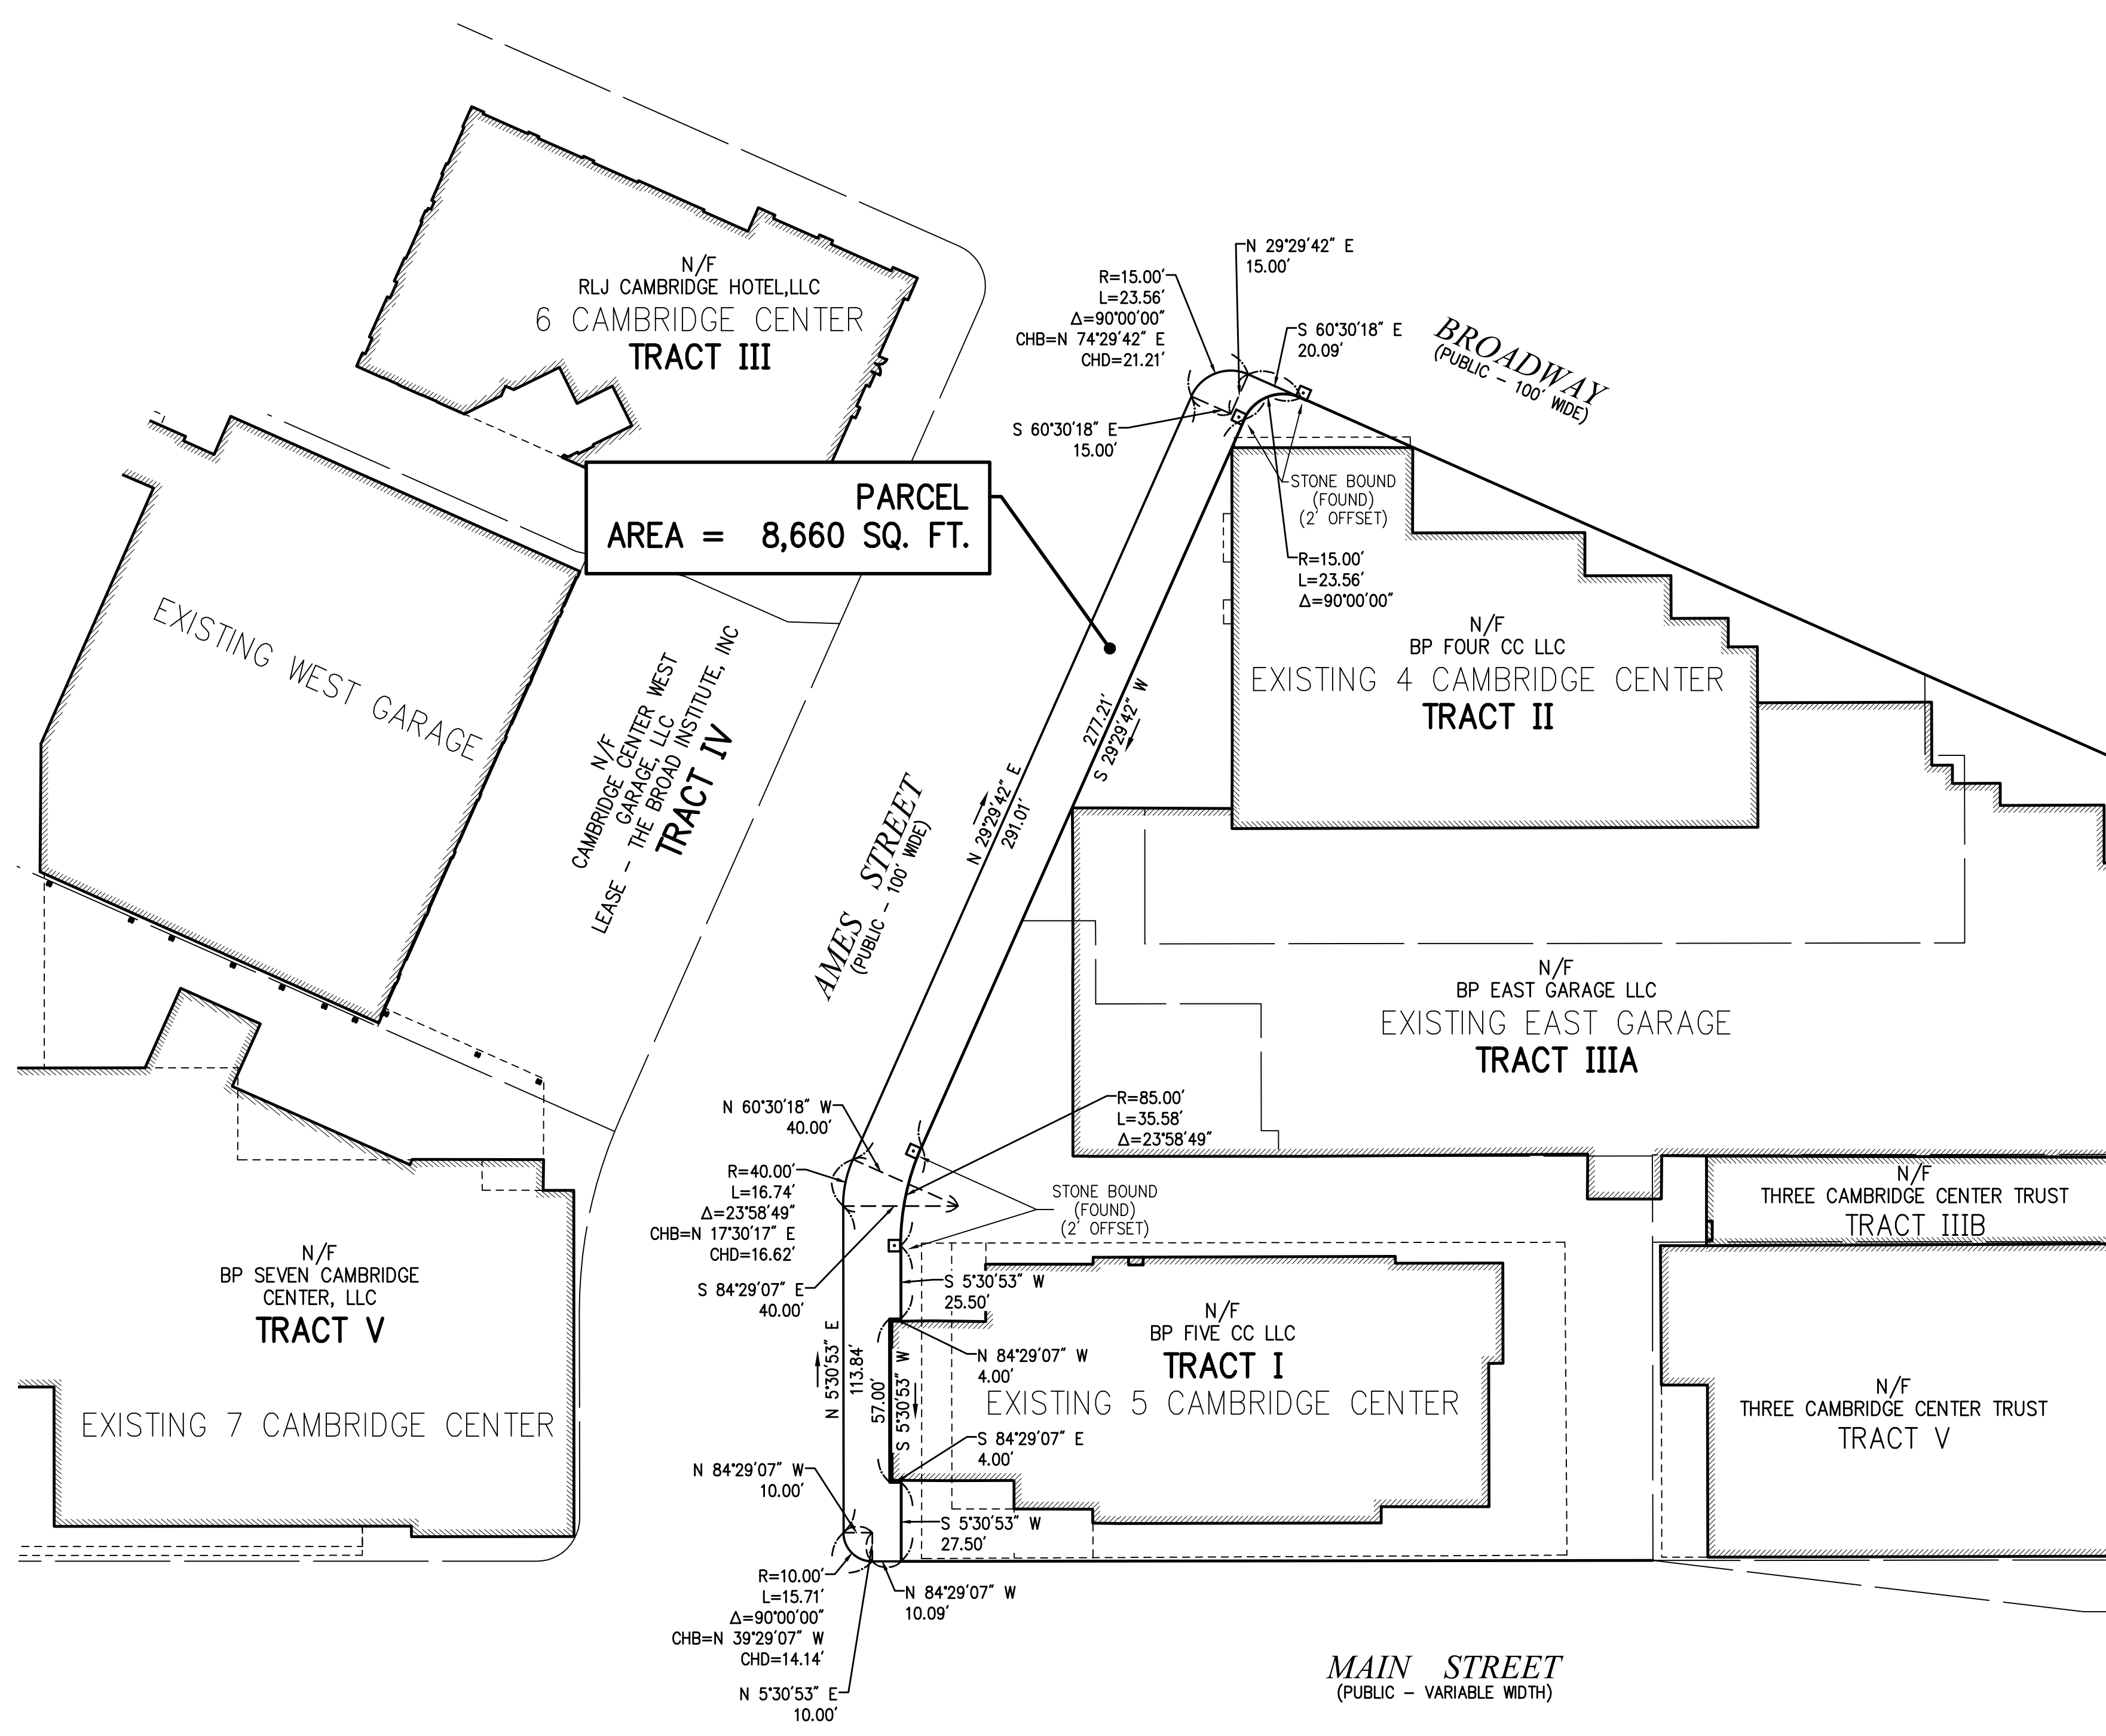 N/F
RLJ CAMBRIDGE HOTEL,LLC
6 CAMBRIDGE CENTER
TRACT III
N 29°29'42" E
15.00'
R=15.00'
L=23.56'
Δ=90°00'00"
CHB=N 74°29'42" E
CHD=21.21'
S 60°30'18" E
20.09'
BROADWAY
(PUBLIC - 100' WIDE)
S 60°30'18" E
15.00'
STONE BOUND
(FOUND)
(2' OFFSET)
PARCEL
AREA = 8,660 SQ. FT.
R=15.00'
L=23.56'
Δ=90°00'00"
EXISTING WEST GARAGE
N/F
CAMBRIDGE CENTER WEST
GARAGE, LLC
LEASE - THE BROAD INSTITUTE, INC
TRACT IV
N/F
BP FOUR CC LLC
EXISTING 4 CAMBRIDGE CENTER
TRACT II
277.21'
S 29°29'42" W
N 29°29'42" E
291.01'
AMES STREET
(PUBLIC - 100' WIDE)
N/F
BP EAST GARAGE LLC
EXISTING EAST GARAGE
TRACT IIIA
N 60°30'18" W
40.00'
R=85.00'
L=35.58'
Δ=23°58'49"
R=40.00'
L=16.74'
Δ=23°58'49"
CHB=N 17°30'17" E
CHD=16.62'
STONE BOUND
(FOUND)
(2' OFFSET)
N/F
THREE CAMBRIDGE CENTER TRUST
TRACT IIIB
S 84°29'07" E
40.00'
S 5°30'53" W
25.50'
N/F
BP SEVEN CAMBRIDGE
CENTER, LLC
TRACT V
EXISTING 7 CAMBRIDGE CENTER
N 5°30'53" E
113.84'
57.00'
S 5°30'53" W
N 84°29'07" W
4.00'
N/F
BP FIVE CC LLC
TRACT I
EXISTING 5 CAMBRIDGE CENTER
S 84°29'07" E
4.00'
N/F
THREE CAMBRIDGE CENTER TRUST
TRACT V
N 84°29'07" W
10.00'
S 5°30'53" W
27.50'
R=10.00'
L=15.71'
Δ=90°00'00"
CHB=N 39°29'07" W
CHD=14.14'
N 84°29'07" W
10.09'
N 5°30'53" E
10.00'
MAIN STREET
(PUBLIC - VARIABLE WIDTH)